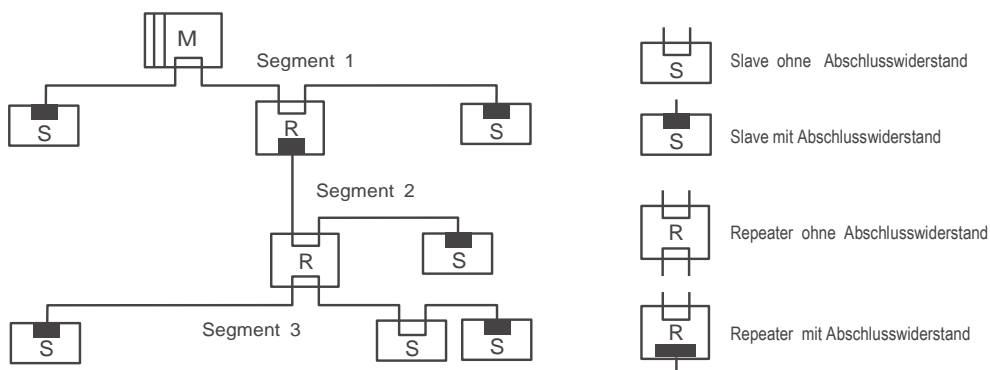 M
Segment 1
S
R
S
Segment 2
R
S
Segment 3
S
S
S
S
Slave ohne Abschlusswiderstand
S
Slave mit Abschlusswiderstand
R
Repeater ohne Abschlusswiderstand
R
Repeater mit Abschlusswiderstand